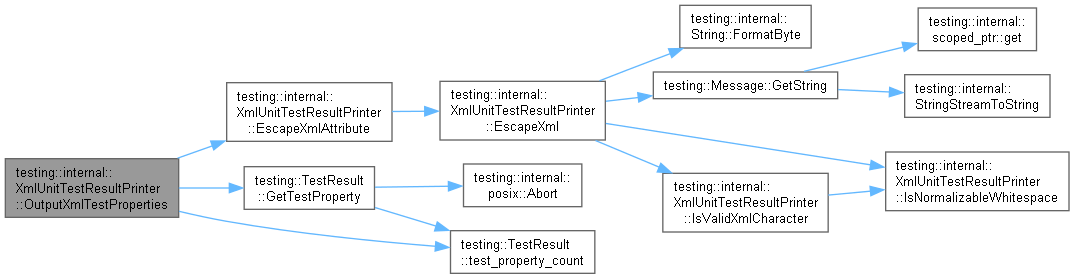 testing::internal::
XmlUnitTestResultPrinter
::OutputXmlTestProperties
testing::internal::
XmlUnitTestResultPrinter
::EscapeXmlAttribute
testing::internal::
XmlUnitTestResultPrinter
::EscapeXml
testing::internal::
String::FormatByte
testing::Message::GetString
testing::internal::
scoped_ptr::get
testing::internal::
StringStreamToString
testing::internal::
XmlUnitTestResultPrinter
::IsNormalizableWhitespace
testing::internal::
XmlUnitTestResultPrinter
::IsValidXmlCharacter
testing::TestResult
::GetTestProperty
testing::internal::
posix::Abort
testing::TestResult
::test_property_count